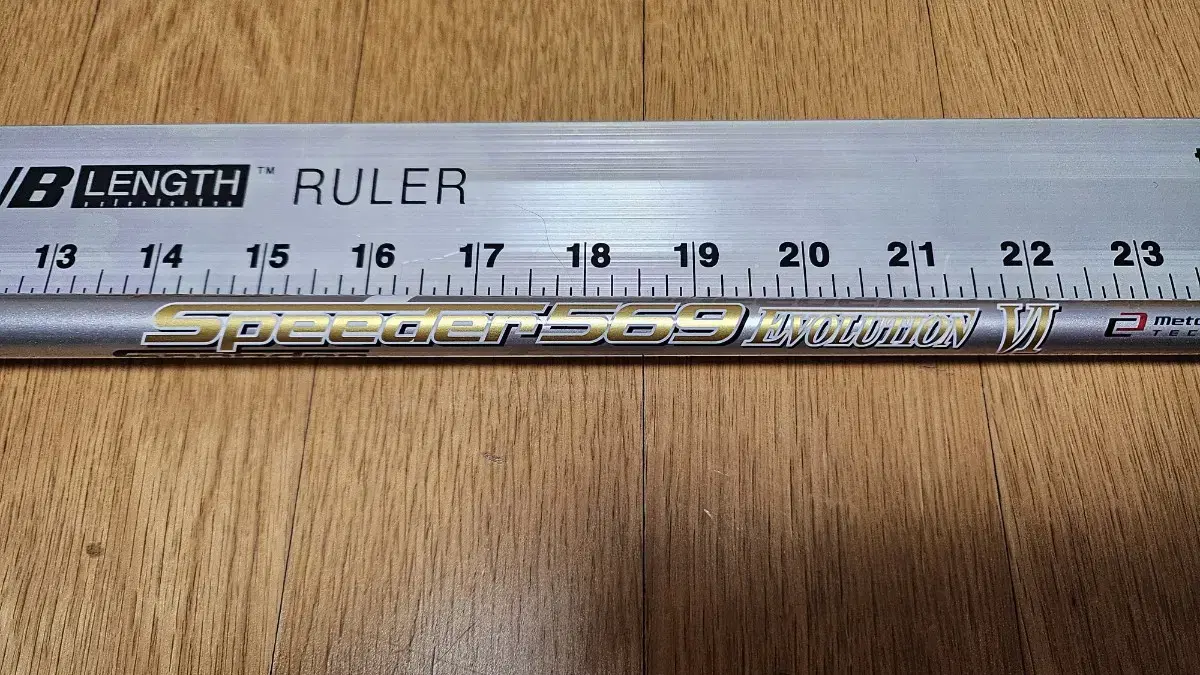 LENGTH™ RULER
13 14 15 16 17 18 19 20 21 22 23
Speeder 569 EVOLUTION VI